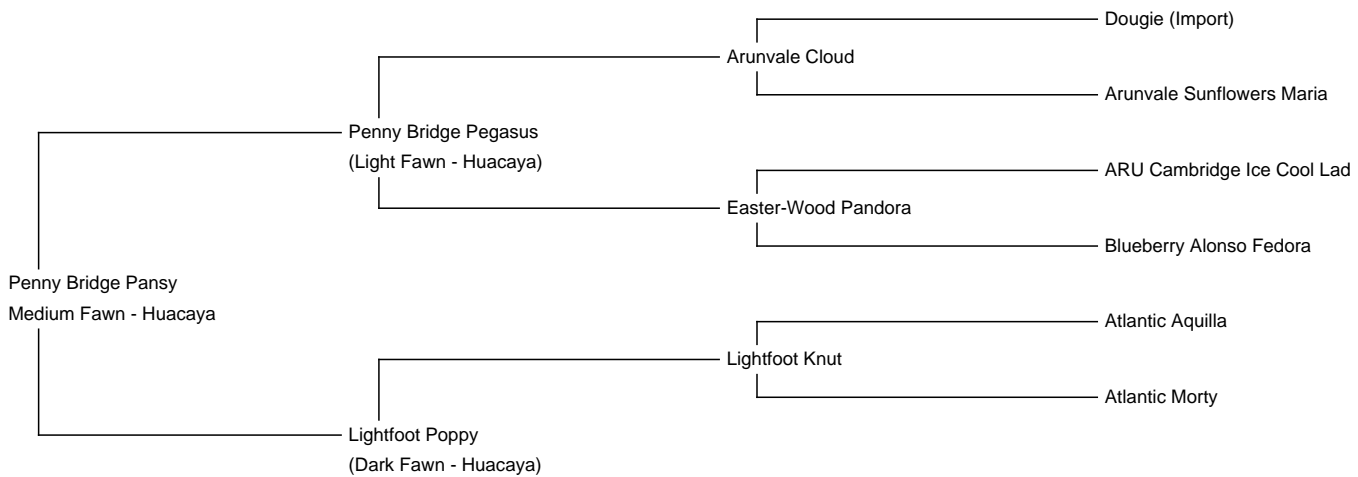 Dougie (Import)
Arunvale Cloud
Arunvale Sunflowers Maria
Penny Bridge Pegasus
(Light Fawn - Huacaya)
ARU Cambridge Ice Cool Lad
Easter-Wood Pandora
Blueberry Alonso Fedora
Penny Bridge Pansy
Medium Fawn - Huacaya
Atlantic Aquilla
Lightfoot Knut
Atlantic Morty
Lightfoot Poppy
(Dark Fawn - Huacaya)